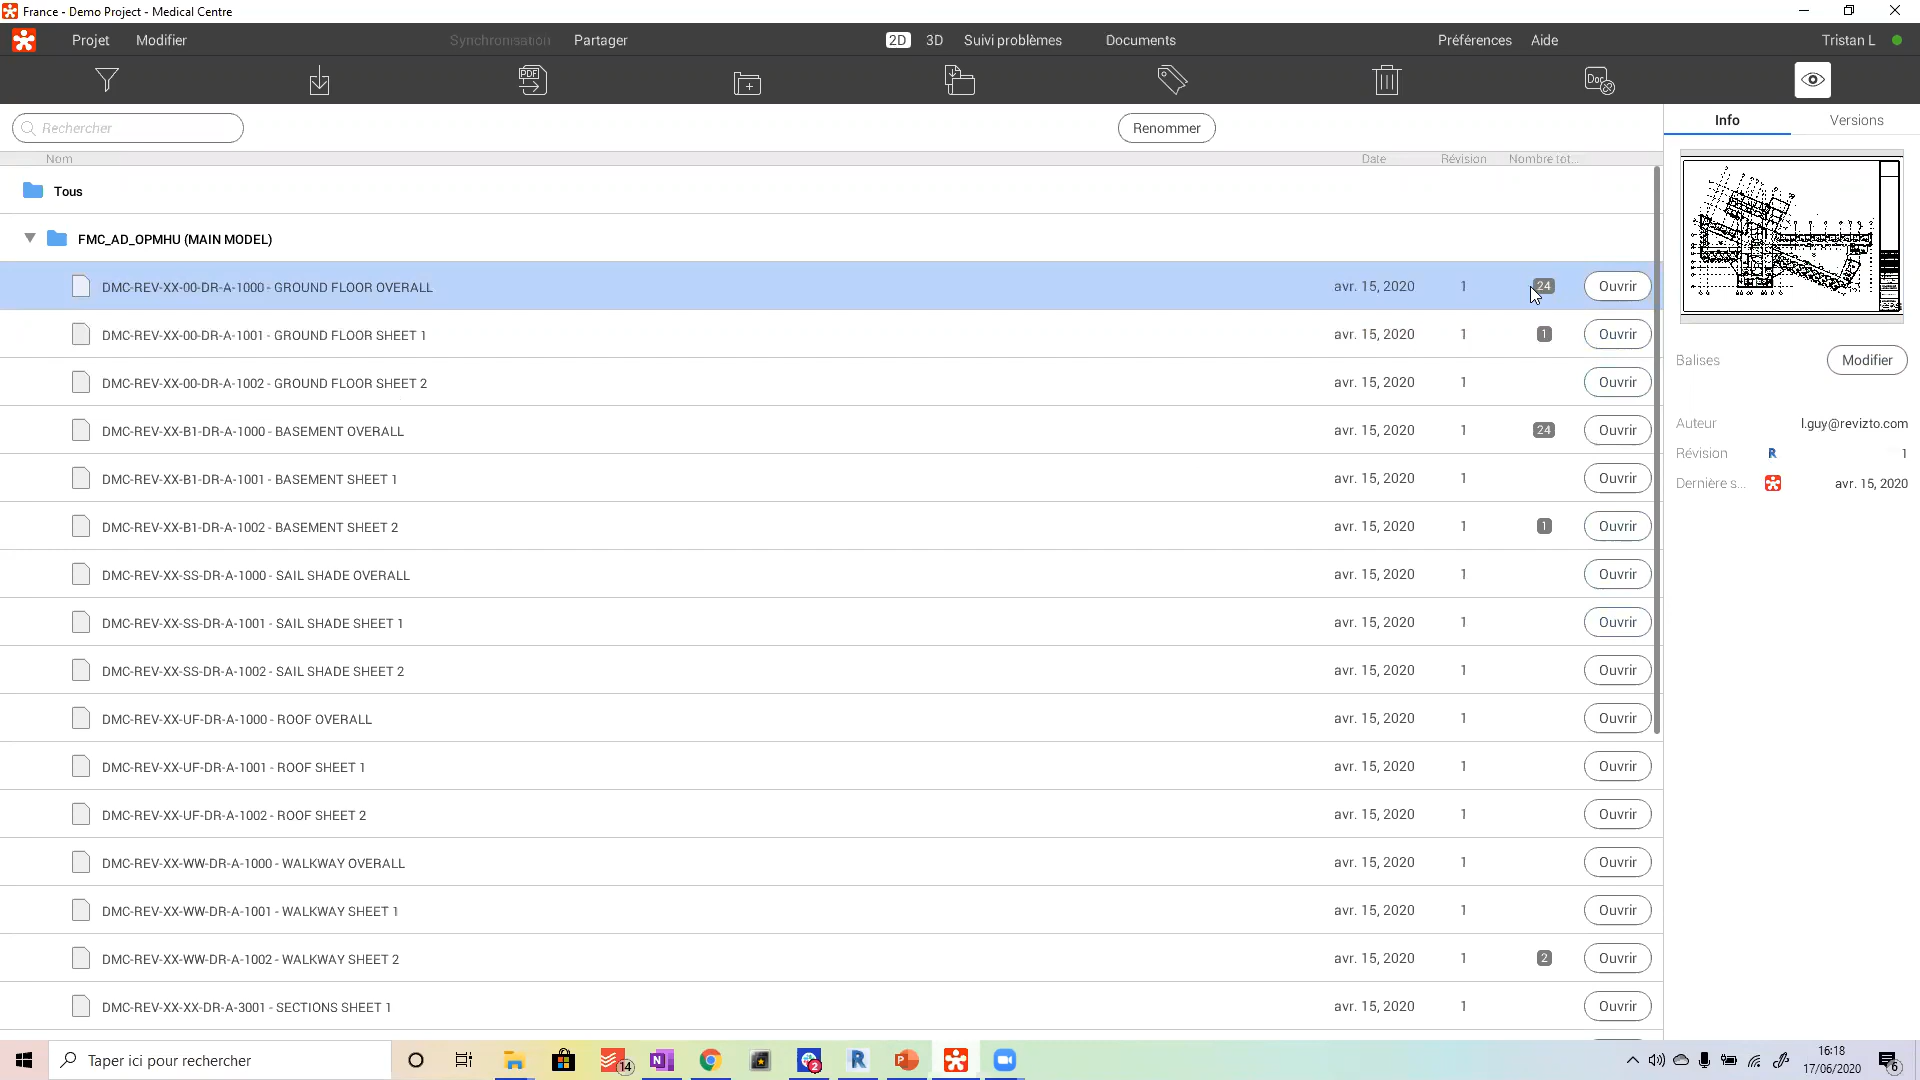 France - Demo Project - Medical Centre
Projet Modifier Synchronisation Partager 2D 3D Suivi problèmes Documents Préférences Aide Tristan L
PDF Doc
Rechercher Renommer Info Versions
Nom Date Révision Nombre tot...
Tous
FMC_AD_OPMHU (MAIN MODEL)
DMC-REV-XX-00-DR-A-1000 - GROUND FLOOR OVERALL avr. 15, 2020 1 24 Ouvrir
DMC-REV-XX-00-DR-A-1001 - GROUND FLOOR SHEET 1 avr. 15, 2020 1 1 Ouvrir
Balises Modifier
DMC-REV-XX-00-DR-A-1002 - GROUND FLOOR SHEET 2 avr. 15, 2020 1 Ouvrir
Auteur l.guy@revizto.com
DMC-REV-XX-B1-DR-A-1000 - BASEMENT OVERALL avr. 15, 2020 1 24 Ouvrir
Révision R 1
DMC-REV-XX-B1-DR-A-1001 - BASEMENT SHEET 1 avr. 15, 2020 1 Ouvrir
Dernière s... avr. 15, 2020
DMC-REV-XX-B1-DR-A-1002 - BASEMENT SHEET 2 avr. 15, 2020 1 1 Ouvrir
DMC-REV-XX-SS-DR-A-1000 - SAIL SHADE OVERALL avr. 15, 2020 1 Ouvrir
DMC-REV-XX-SS-DR-A-1001 - SAIL SHADE SHEET 1 avr. 15, 2020 1 Ouvrir
DMC-REV-XX-SS-DR-A-1002 - SAIL SHADE SHEET 2 avr. 15, 2020 1 Ouvrir
DMC-REV-XX-UF-DR-A-1000 - ROOF OVERALL avr. 15, 2020 1 Ouvrir
DMC-REV-XX-UF-DR-A-1001 - ROOF SHEET 1 avr. 15, 2020 1 Ouvrir
DMC-REV-XX-UF-DR-A-1002 - ROOF SHEET 2 avr. 15, 2020 1 Ouvrir
DMC-REV-XX-WW-DR-A-1000 - WALKWAY OVERALL avr. 15, 2020 1 Ouvrir
DMC-REV-XX-WW-DR-A-1001 - WALKWAY SHEET 1 avr. 15, 2020 1 Ouvrir
DMC-REV-XX-WW-DR-A-1002 - WALKWAY SHEET 2 avr. 15, 2020 1 2 Ouvrir
DMC-REV-XX-XX-DR-A-3001 - SECTIONS SHEET 1 avr. 15, 2020 1 Ouvrir
Taper ici pour rechercher 14 N 2 R P 16:18 6
17/06/2020